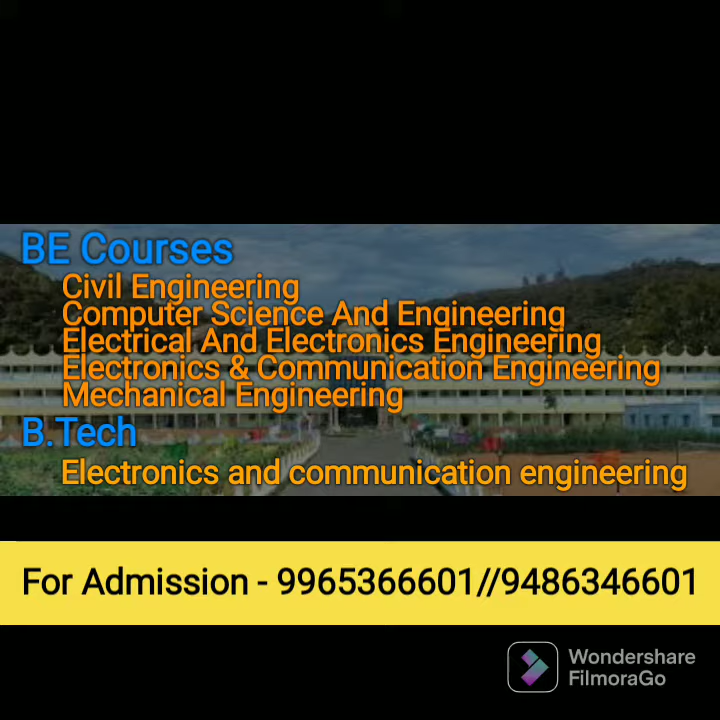 BE Courses
Civil Engineering
Computer Science And Engineering
Electrical And Electronics Engineering
Electronics & Communication Engineering
Mechanical Engineering
B.Tech
Electronics and communication engineering
For Admission - 9965366601//9486346601
Wondershare
FilmoraGo